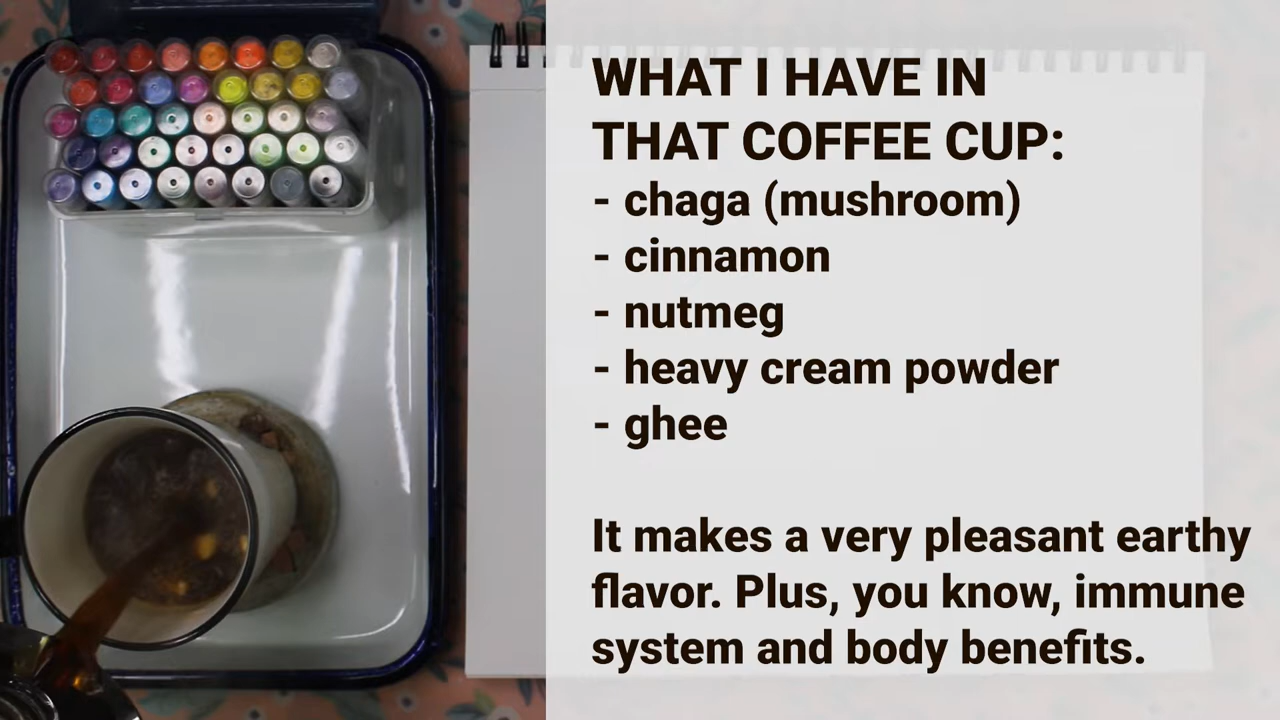 WHAT I HAVE IN
THAT COFFEE CUP:
- chaga (mushroom)
- cinnamon
- nutmeg
- heavy cream powder
- ghee
It makes a very pleasant earthy
flavor. Plus, you know, immune
system and body benefits.